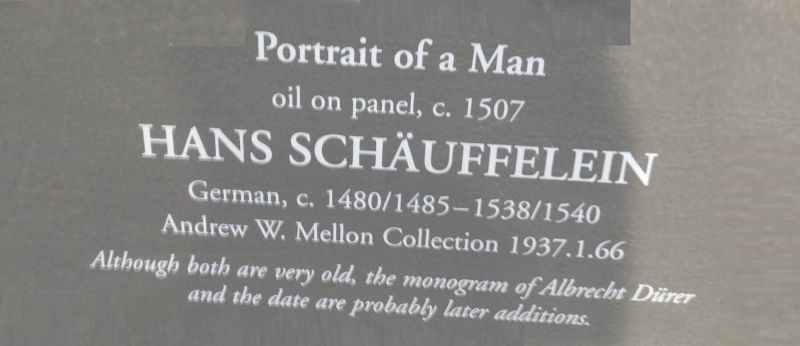 Portrait of a Man
oil on panel, c. 1507
HANS SCHÄUFFELEIN
German, c. 1480/1485–1538/1540
Andrew W. Mellon Collection 1937.1.66
Although both are very old, the monogram of Albrecht Dürer
and the date are probably later additions.